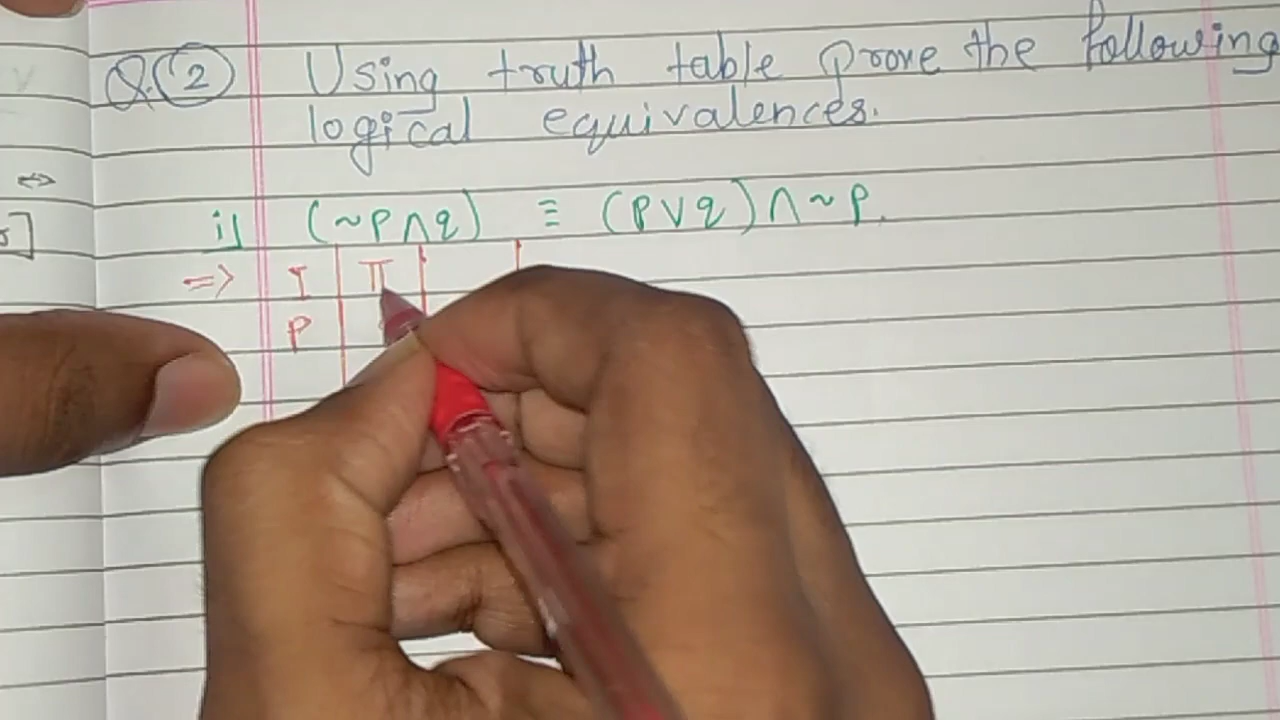 Q.(2) Using truth table prove the following
logical equivalences.
i) (~p∧q) ≡ (p∨q)∧~p.
=> I II
p